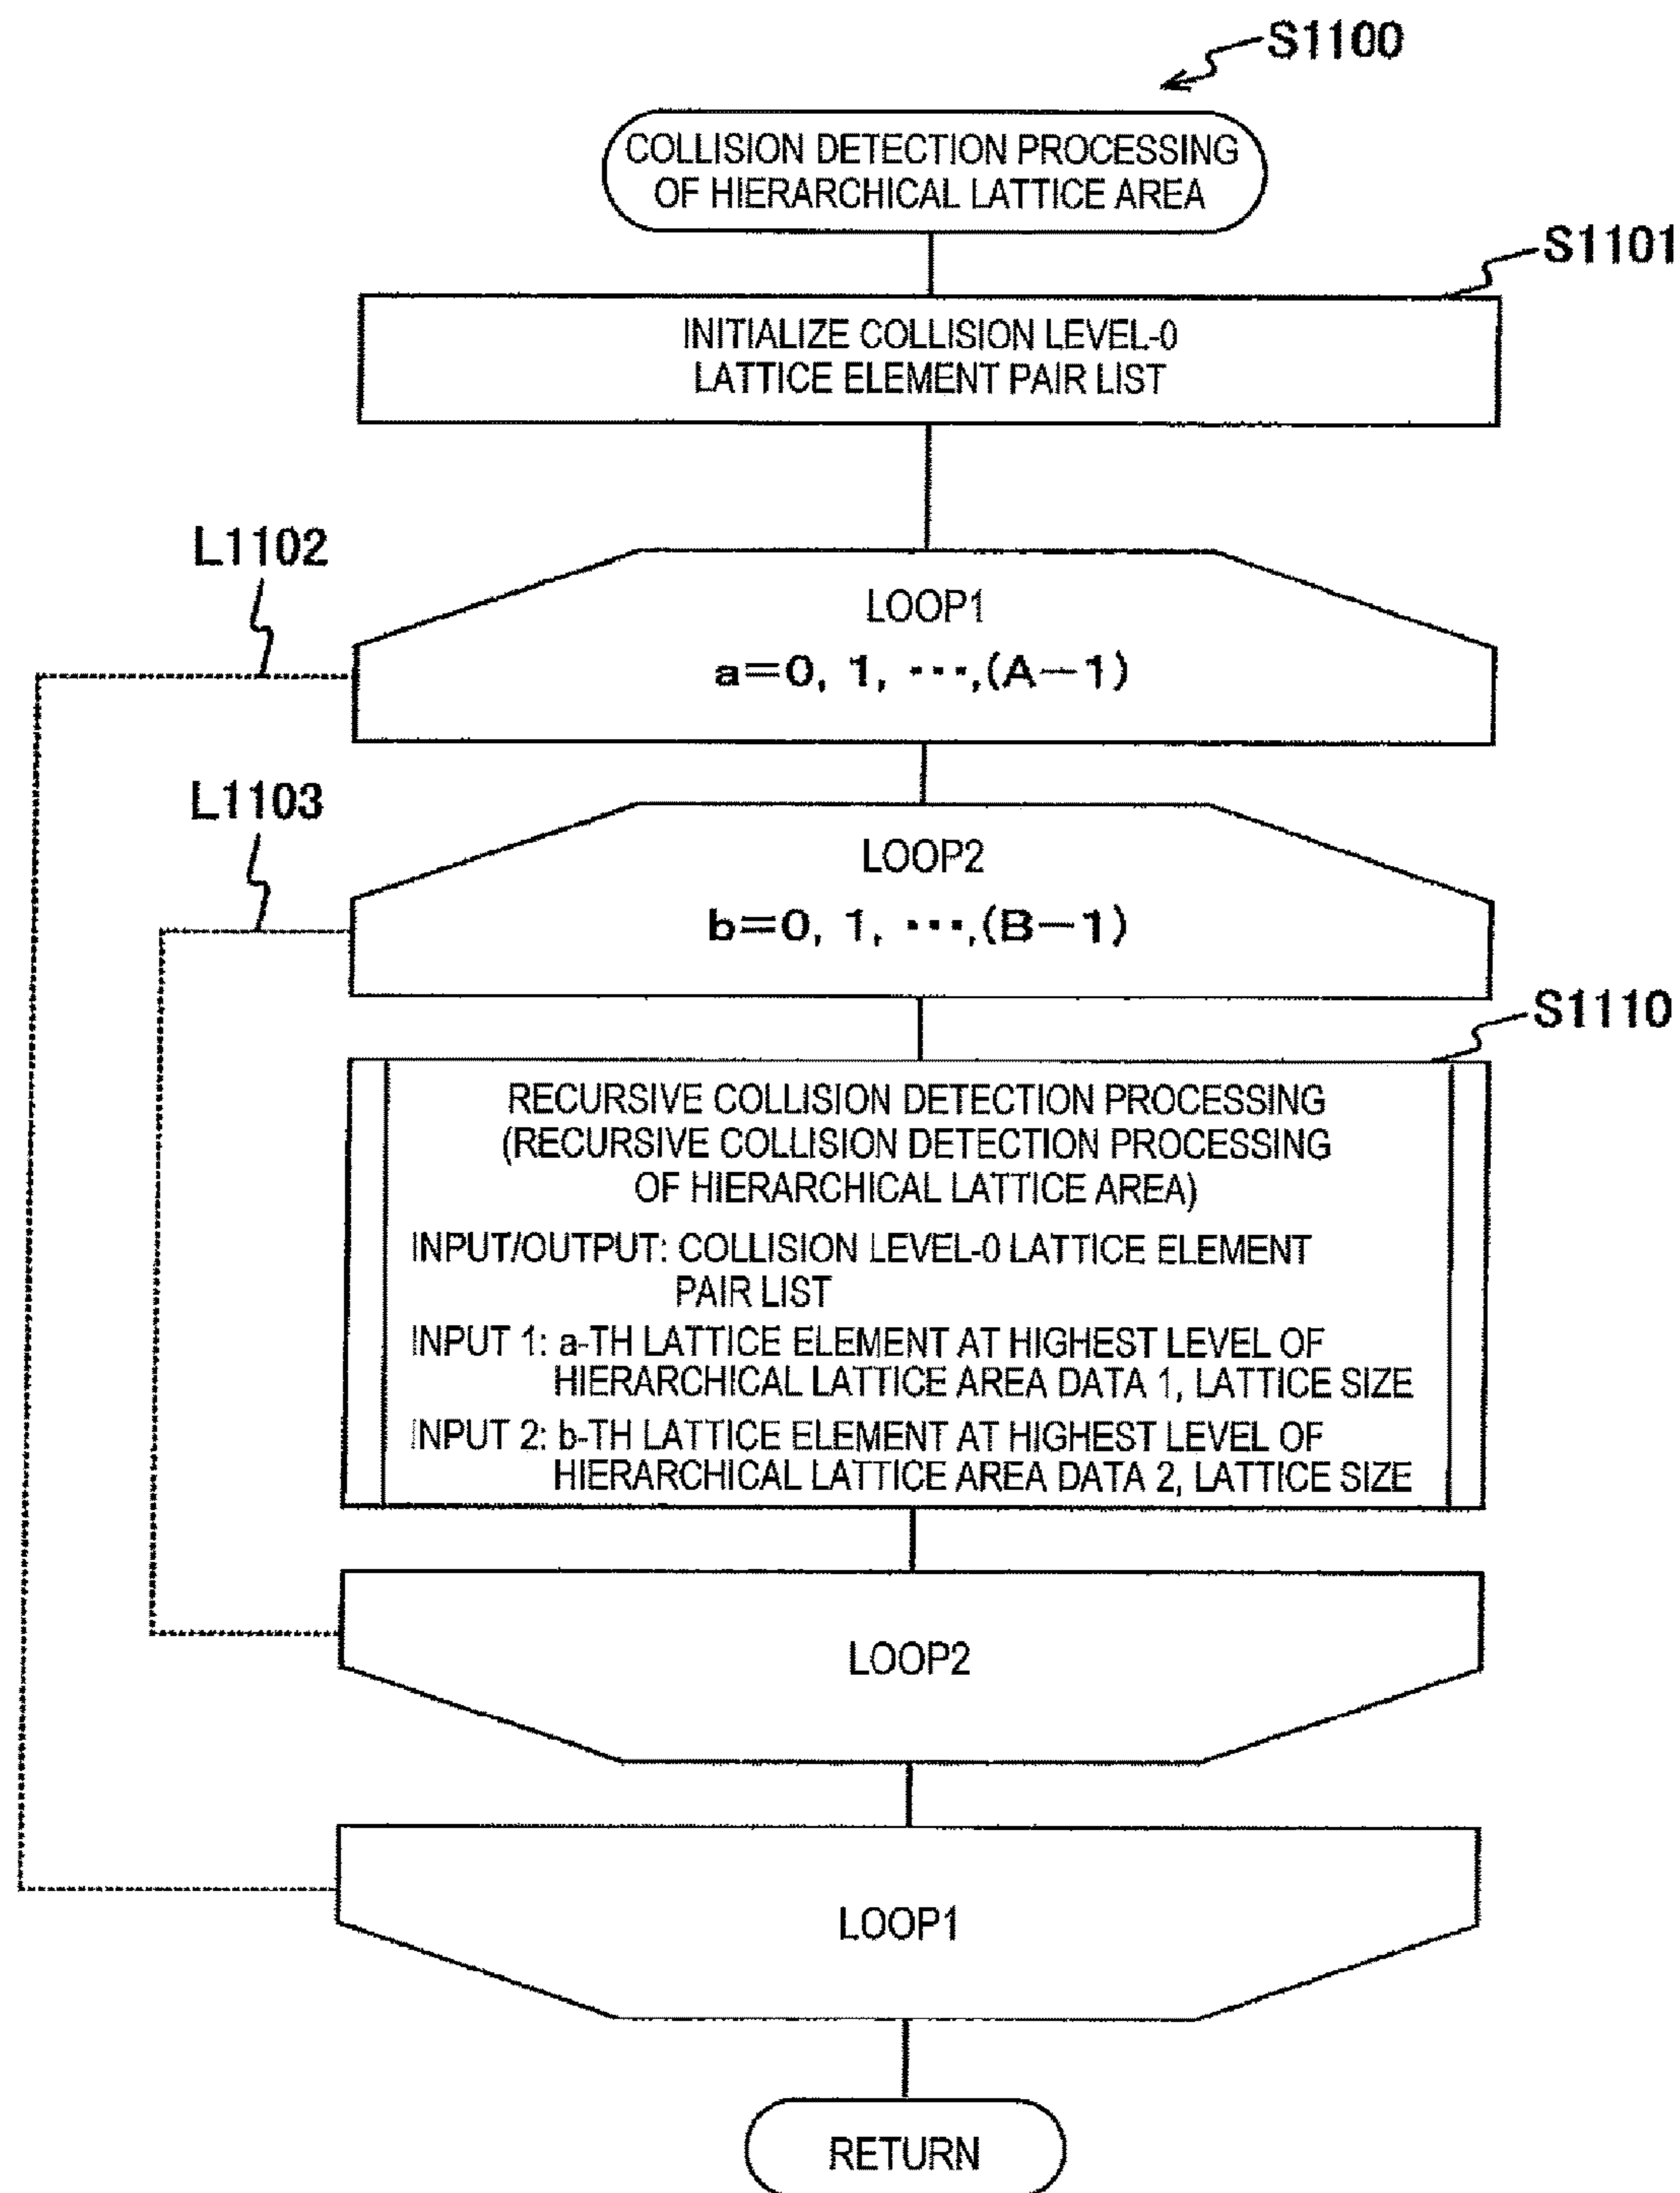 S1100
COLLISION DETECTION PROCESSING
OF HIERARCHICAL LATTICE AREA
S1101
INITIALIZE COLLISION LEVEL-0
LATTICE ELEMENT PAIR LIST
L1102
LOOP1
a=0, 1, ···,(A−1)
L1103
LOOP2
b=0, 1, ···,(B−1)
S1110
RECURSIVE COLLISION DETECTION PROCESSING
(RECURSIVE COLLISION DETECTION PROCESSING
OF HIERARCHICAL LATTICE AREA)
INPUT/OUTPUT: COLLISION LEVEL-0 LATTICE ELEMENT
PAIR LIST
INPUT 1: a-TH LATTICE ELEMENT AT HIGHEST LEVEL OF
HIERARCHICAL LATTICE AREA DATA 1, LATTICE SIZE
INPUT 2: b-TH LATTICE ELEMENT AT HIGHEST LEVEL OF
HIERARCHICAL LATTICE AREA DATA 2, LATTICE SIZE
LOOP2
LOOP1
RETURN